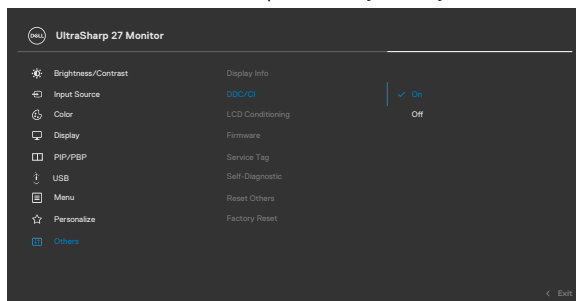 DELL UltraSharp 27 Monitor
Brightness/Contrast
Input Source
Color
Display
PIP/PBP
USB
Menu
Personalize
Others
Display Info
DDC/CI
LCD Conditioning
Firmware
Service Tag
Self-Diagnostic
Reset Others
Factory Reset
On
Off
Exit